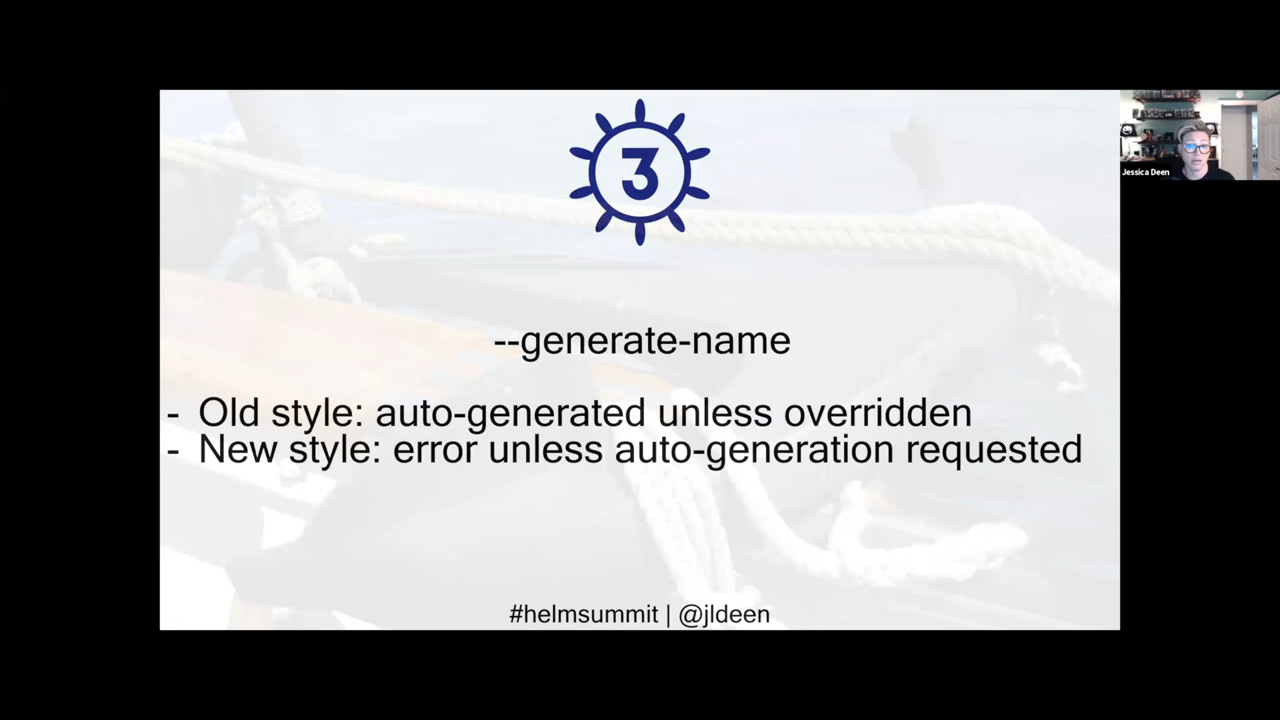 3
Jessica Deen
--generate-name
- Old style: auto-generated unless overridden
- New style: error unless auto-generation requested
#helmsummit | @jldeen